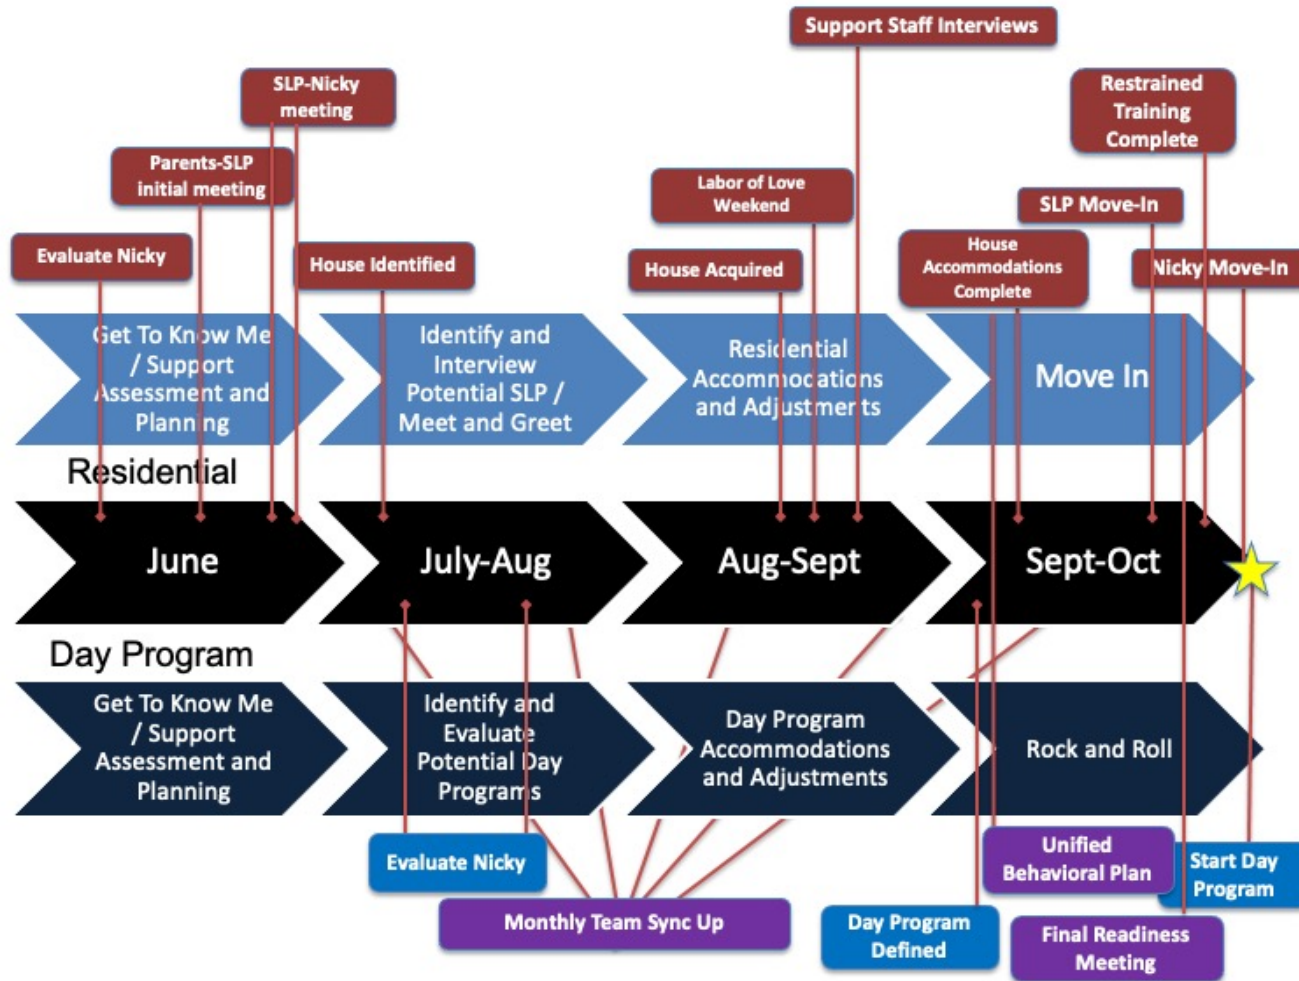 Support Staff Interviews
SLP-Nicky
meeting
Restrained
Training
Complete
Parents-SLP
initial meeting
Labor of Love
Weekend
SLP Move-In
Evaluate Nicky
House Identified
House Acquired
House
Accommodations
Complete
Nicky Move-In
Get To Know Me
/ Support
Assessment and
Planning
Identify and
Interview
Potential SLP /
Meet and Greet
Residential
Accommodations
and Adjustments
Move In
Residential
June
July-Aug
Aug-Sept
Sept-Oct
Day Program
Get To Know Me
/ Support
Assessment and
Planning
Identify and
Evaluate
Potential Day
Programs
Day Program
Accommodations
and Adjustments
Rock and Roll
Evaluate Nicky
Unified
Behavioral Plan
Start Day
Program
Monthly Team Sync Up
Day Program
Defined
Final Readiness
Meeting